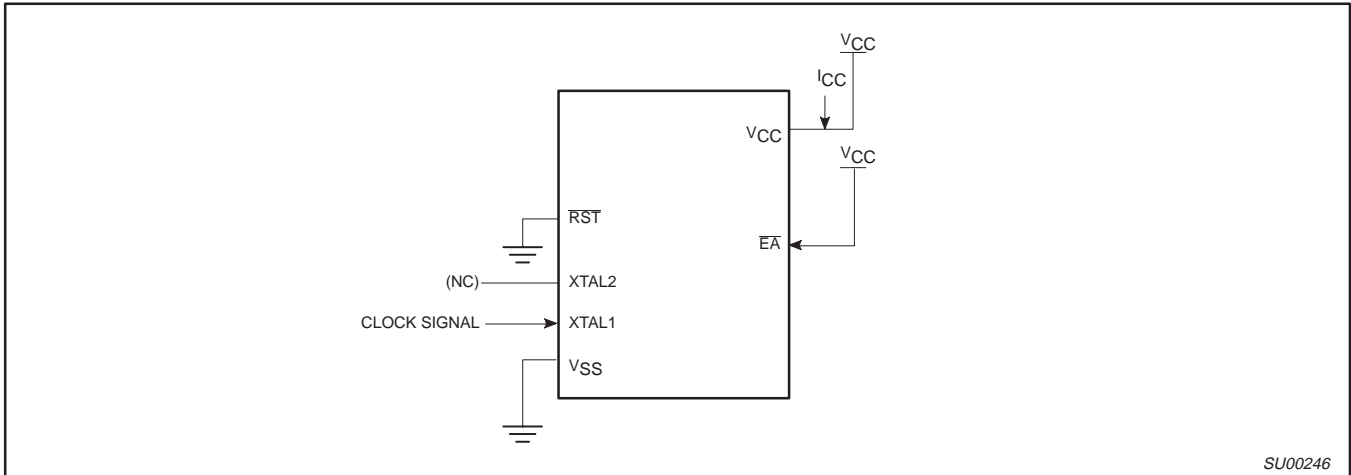 VCC
ICC
VCC
VCC
RST
EA
(NC)
XTAL2
CLOCK SIGNAL
XTAL1
VSS
SU00246